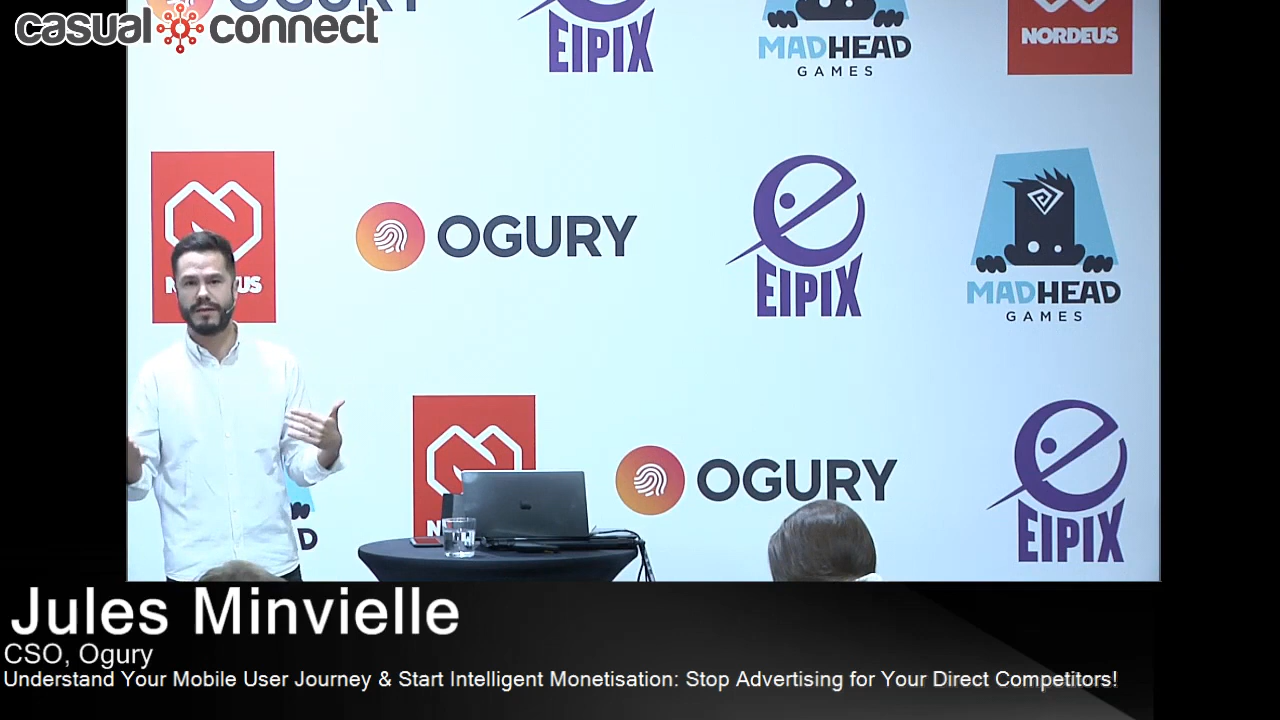 casual connect
OGURY
EIPIX
MADHEAD
GAMES
NORDEUS
OGURY
EIPIX
MADHEAD
GAMES
OGURY
EIPIX
Jules Minvielle
CSO, Ogury
Understand Your Mobile User Journey & Start Intelligent Monetisation: Stop Advertising for Your Direct Competitors!